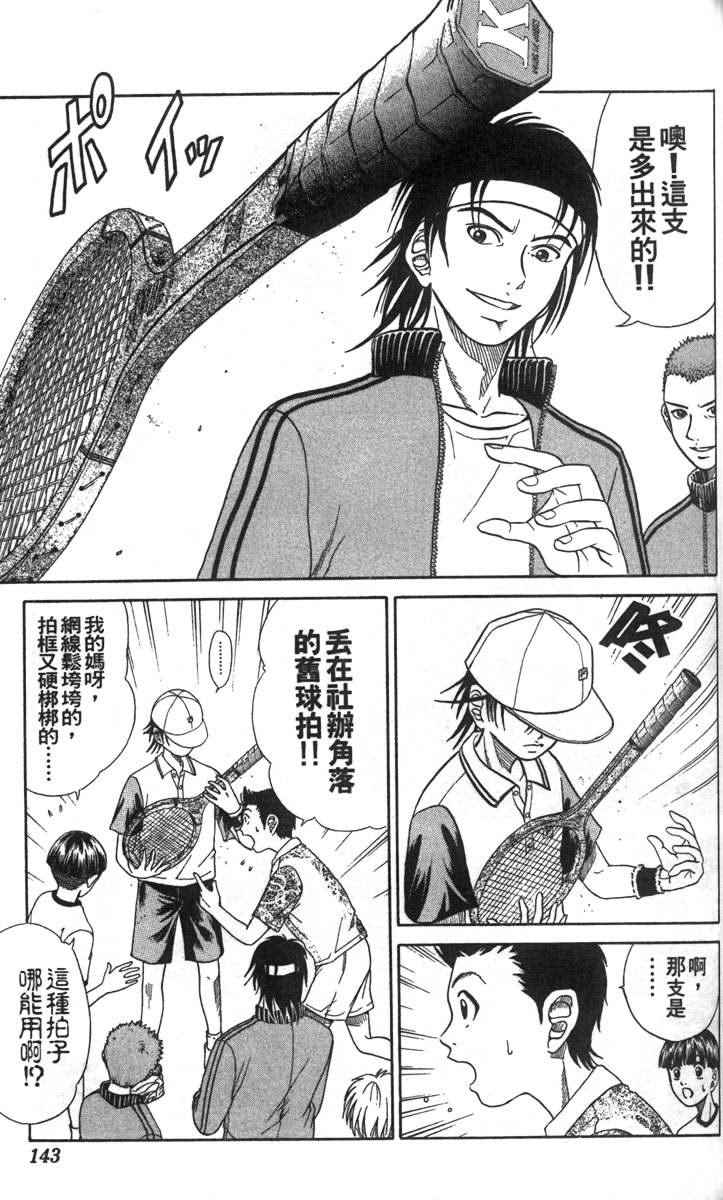 ポイッ
噢！這支
是多出來的!!
咚
啊，
那支是
……
丟在社辦角落
的舊球拍!!
……
我的媽呀，
網線鬆垮垮的，
拍框又硬梆梆的
……
這種拍子
哪能用啊!?
K
143